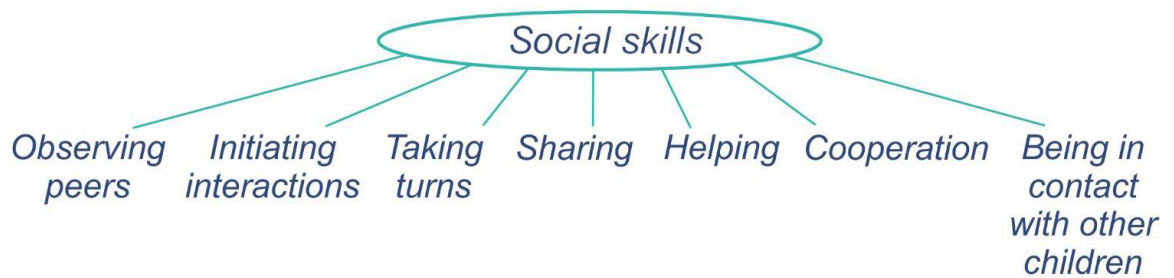 Social skills
Observing
peers
Initiating
interactions
Taking
turns
Sharing
Helping
Cooperation
Being in
contact
with other
children